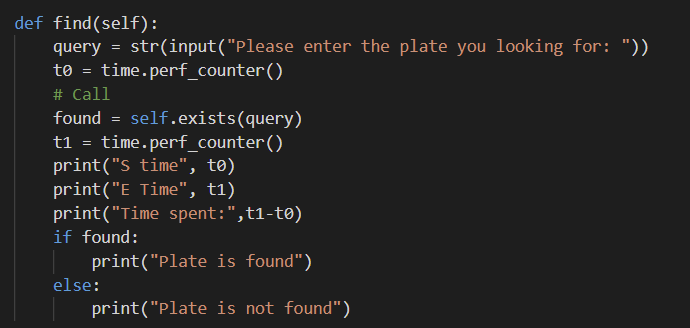 def find(self):
    query = str(input("Please enter the plate you looking for: "))
    t0 = time.perf_counter()
    # Call
    found = self.exists(query)
    t1 = time.perf_counter()
    print("S time", t0)
    print("E Time", t1)
    print("Time spent:",t1-t0)
    if found:
        print("Plate is found")
    else:
        print("Plate is not found")